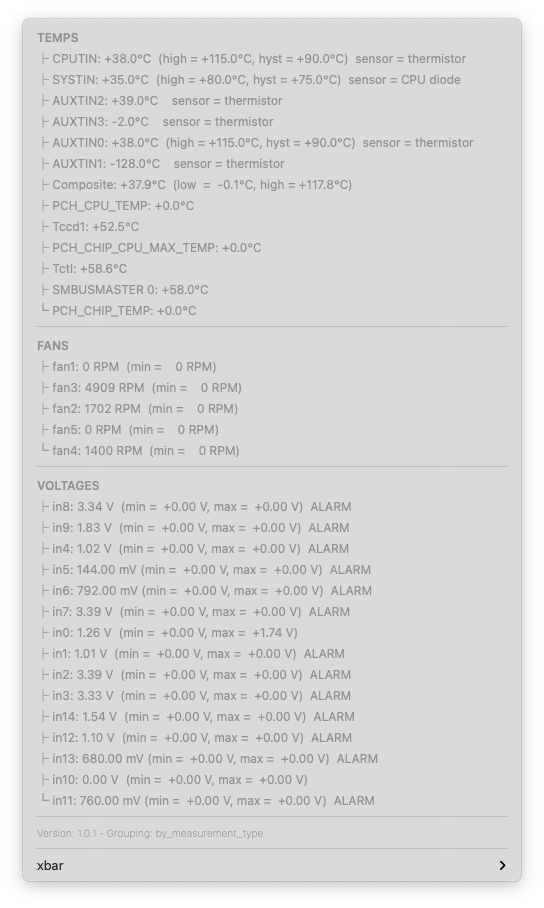 TEMPS
├ CPUTIN: +38.0°C (high = +115.0°C, hyst = +90.0°C) sensor = thermistor
├ SYSTIN: +35.0°C (high = +80.0°C, hyst = +75.0°C) sensor = CPU diode
├ AUXTIN2: +39.0°C sensor = thermistor
├ AUXTIN3: -2.0°C sensor = thermistor
├ AUXTIN0: +38.0°C (high = +115.0°C, hyst = +90.0°C) sensor = thermistor
├ AUXTIN1: -128.0°C sensor = thermistor
├ Composite: +37.9°C (low = -0.1°C, high = +117.8°C)
├ PCH_CPU_TEMP: +0.0°C
├ Tccd1: +52.5°C
├ PCH_CHIP_CPU_MAX_TEMP: +0.0°C
├ Tctl: +58.6°C
├ SMBUSMASTER 0: +58.0°C
└ PCH_CHIP_TEMP: +0.0°C
FANS
├ fan1: 0 RPM (min = 0 RPM)
├ fan3: 4909 RPM (min = 0 RPM)
├ fan2: 1702 RPM (min = 0 RPM)
├ fan5: 0 RPM (min = 0 RPM)
└ fan4: 1400 RPM (min = 0 RPM)
VOLTAGES
├ in8: 3.34 V (min = +0.00 V, max = +0.00 V) ALARM
├ in9: 1.83 V (min = +0.00 V, max = +0.00 V) ALARM
├ in4: 1.02 V (min = +0.00 V, max = +0.00 V) ALARM
├ in5: 144.00 mV (min = +0.00 V, max = +0.00 V) ALARM
├ in6: 792.00 mV (min = +0.00 V, max = +0.00 V) ALARM
├ in7: 3.39 V (min = +0.00 V, max = +0.00 V) ALARM
├ in0: 1.26 V (min = +0.00 V, max = +1.74 V)
├ in1: 1.01 V (min = +0.00 V, max = +0.00 V) ALARM
├ in2: 3.39 V (min = +0.00 V, max = +0.00 V) ALARM
├ in3: 3.33 V (min = +0.00 V, max = +0.00 V) ALARM
├ in14: 1.54 V (min = +0.00 V, max = +0.00 V) ALARM
├ in12: 1.10 V (min = +0.00 V, max = +0.00 V) ALARM
├ in13: 680.00 mV (min = +0.00 V, max = +0.00 V) ALARM
├ in10: 0.00 V (min = +0.00 V, max = +0.00 V)
└ in11: 760.00 mV (min = +0.00 V, max = +0.00 V) ALARM
Version: 1.0.1 - Grouping: by_measurement_type
xbar